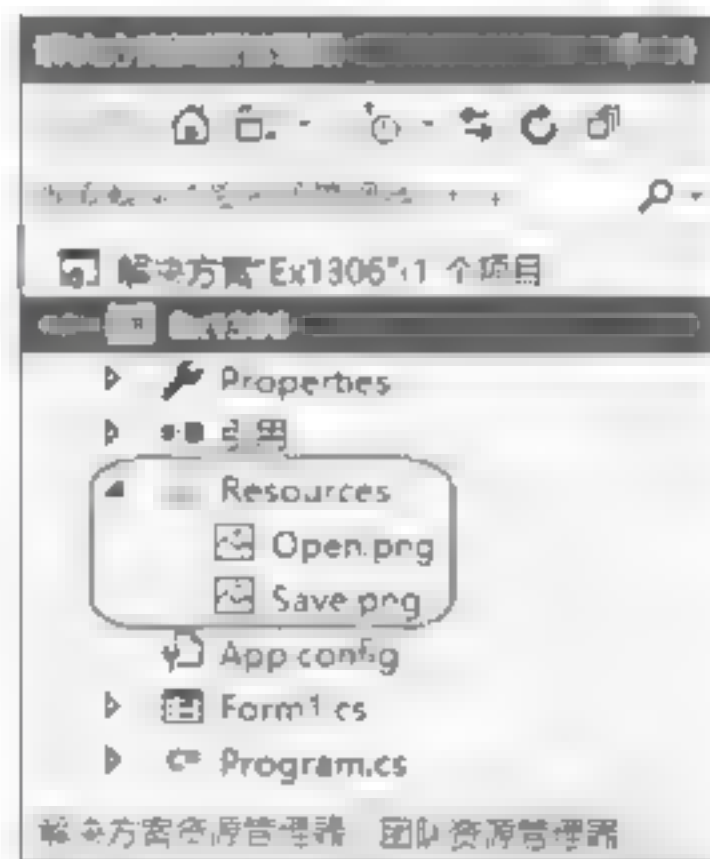 解决方案"Ex1306"(1 个项目
Properties
引用
Resources
Open.png
Save.png
App.config
Form1.cs
Program.cs
解决方案资源管理器 团队资源管理器